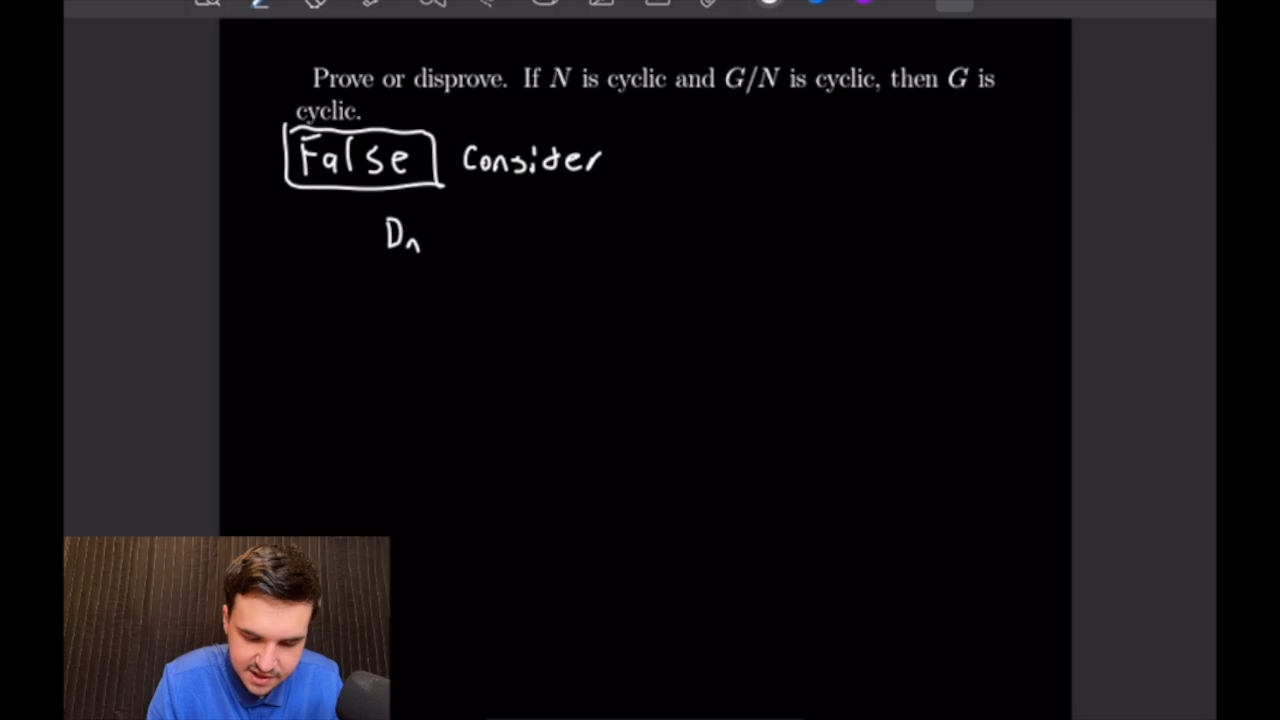 Prove or disprove. If N is cyclic and G/N is cyclic, then G is
cyclic.
False Consider
Dn